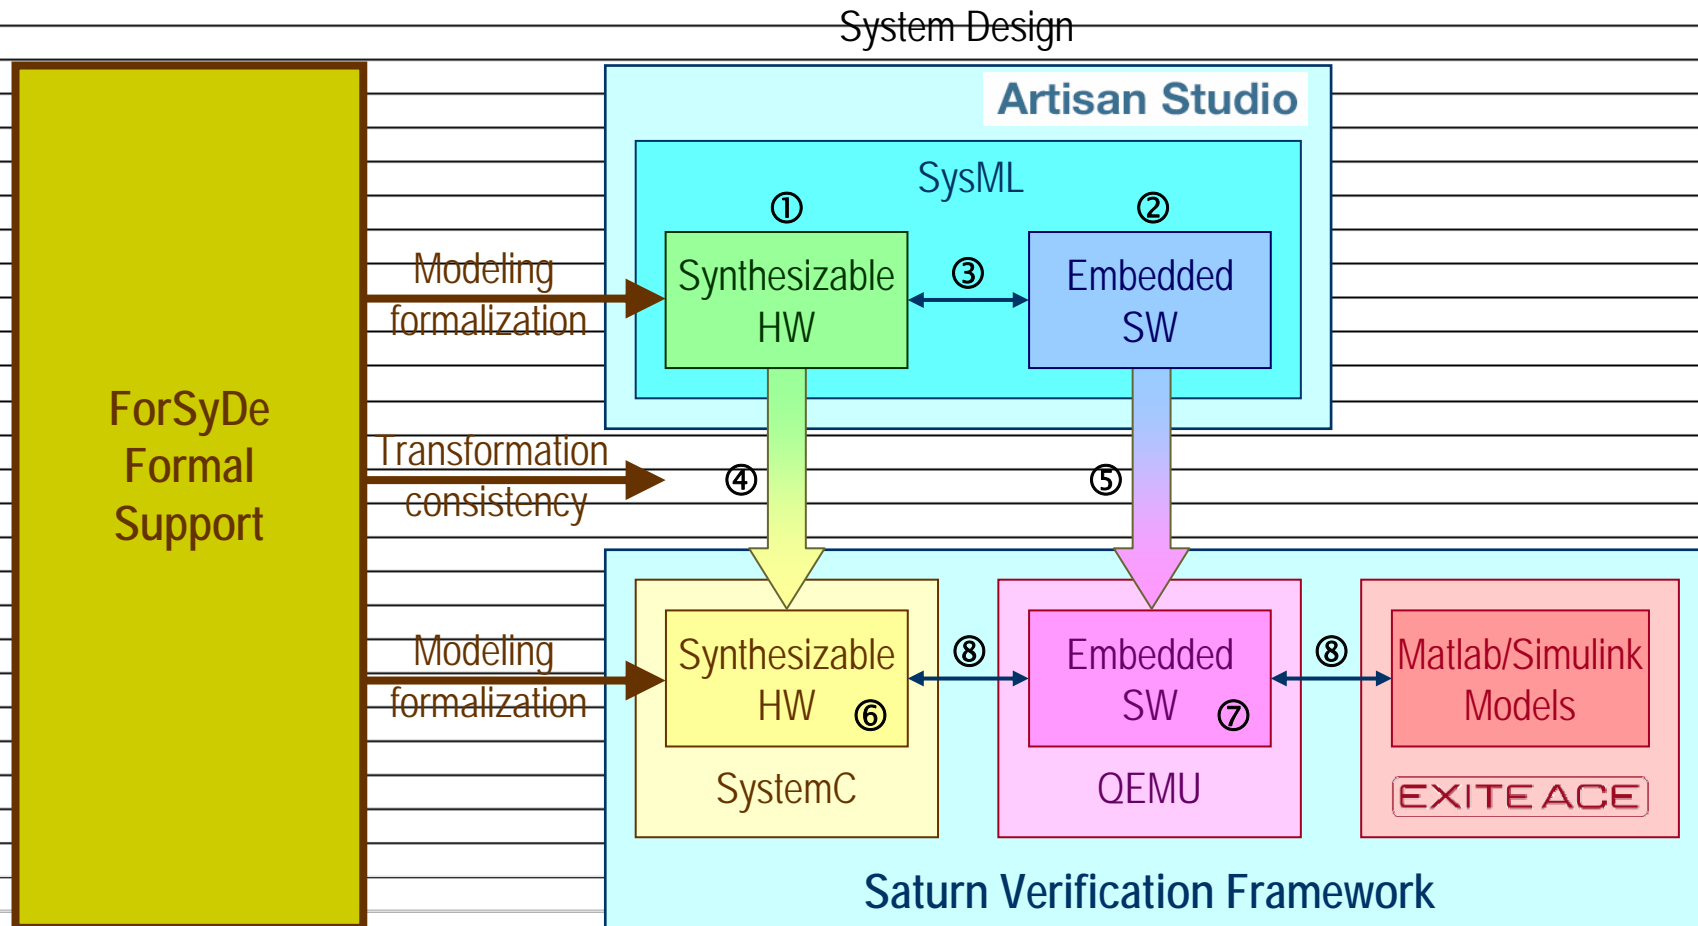 System Design
Artisan Studio
SysML
① ②
Modeling
formalization
Synthesizable
HW
③
Embedded
SW
ForSyDe
Formal
Support
Transformation
consistency
④ ⑤
Modeling
formalization
Synthesizable
HW
⑥
SystemC
⑧
Embedded
SW
⑦
QEMU
⑧
Matlab/Simulink
Models
EXITE ACE
Saturn Verification Framework